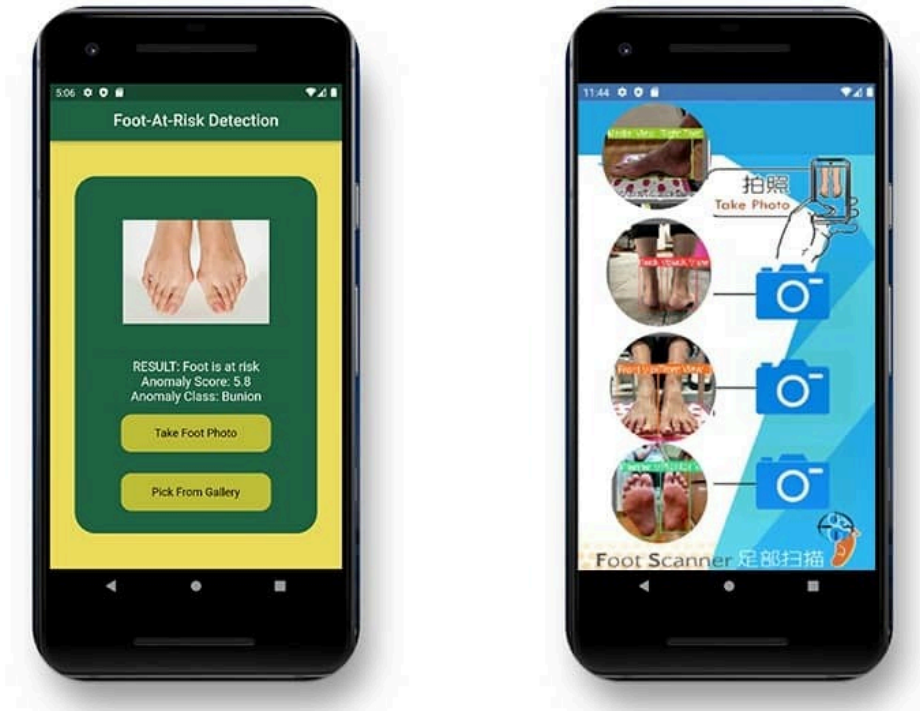 5:06
Foot-At-Risk Detection
RESULT: Foot is at risk
Anomaly Score: 5.8
Anomaly Class: Bunion
Take Foot Photo
Pick From Gallery
11:44
拍照
Take Photo
Foot Scanner 足部扫描